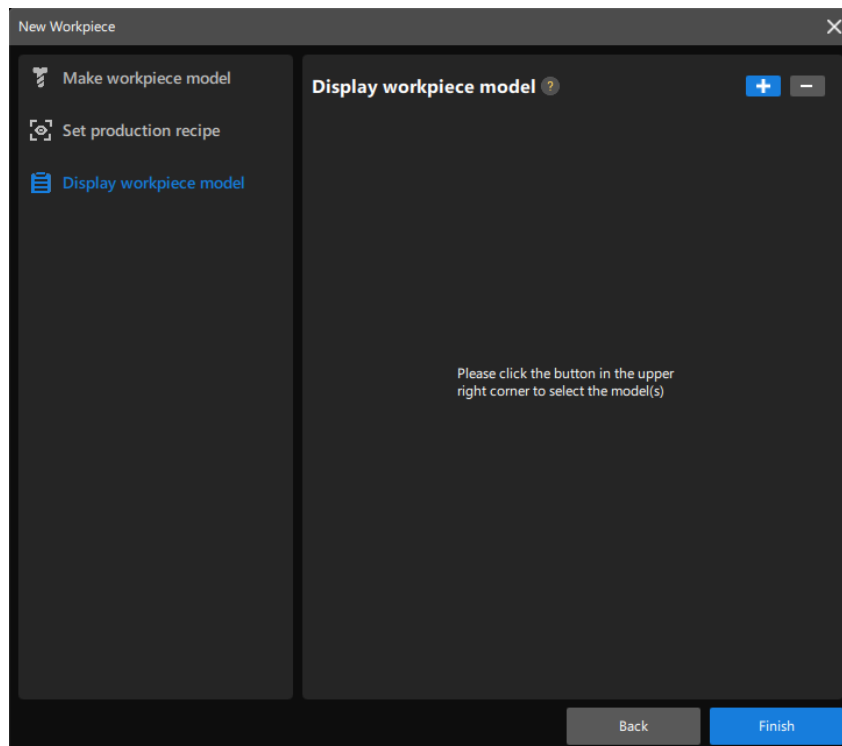 New Workpiece
Make workpiece model
Set production recipe
Display workpiece model
Display workpiece model ?
Please click the button in the upper
right corner to select the model(s)
Back
Finish